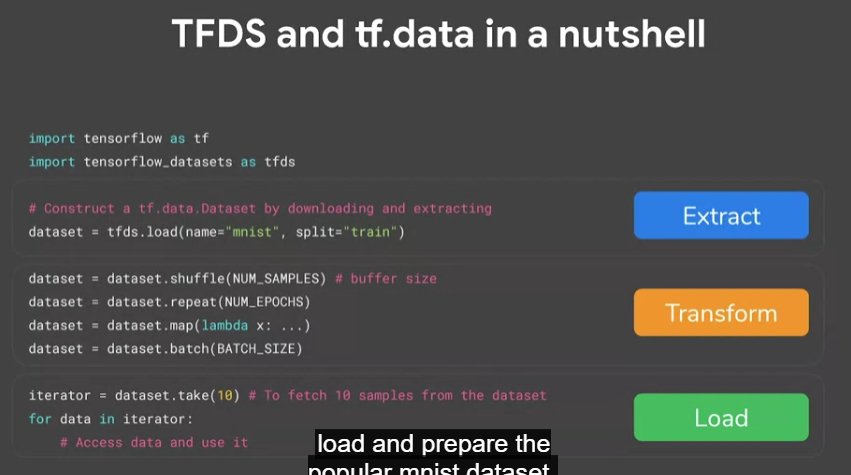 TFDS and tf.data in a nutshell
import tensorflow as tf
import tensorflow_datasets as tfds
# Construct a tf.data.Dataset by downloading and extracting
dataset = tfds.load(name="mnist", split="train")
Extract
dataset = dataset.shuffle(NUM_SAMPLES) # buffer size
dataset = dataset.repeat(NUM_EPOCHS)
dataset = dataset.map(lambda x: ...)
dataset = dataset.batch(BATCH_SIZE)
Transform
iterator = dataset.take(10) # To fetch 10 samples from the dataset
for data in iterator:
# Access data and use it
Load
load and prepare the
popular mnist dataset